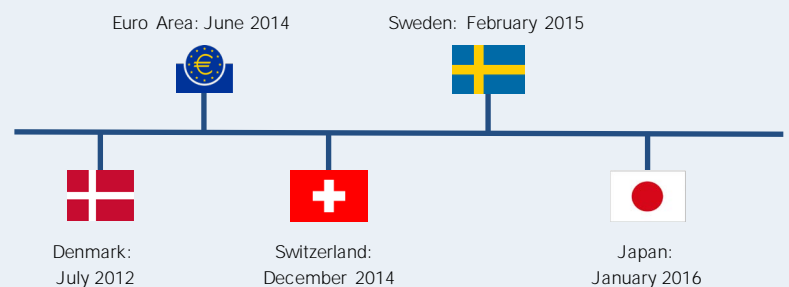 Euro Area: June 2014
Sweden: February 2015
€
Denmark:
July 2012
Switzerland:
December 2014
Japan:
January 2016